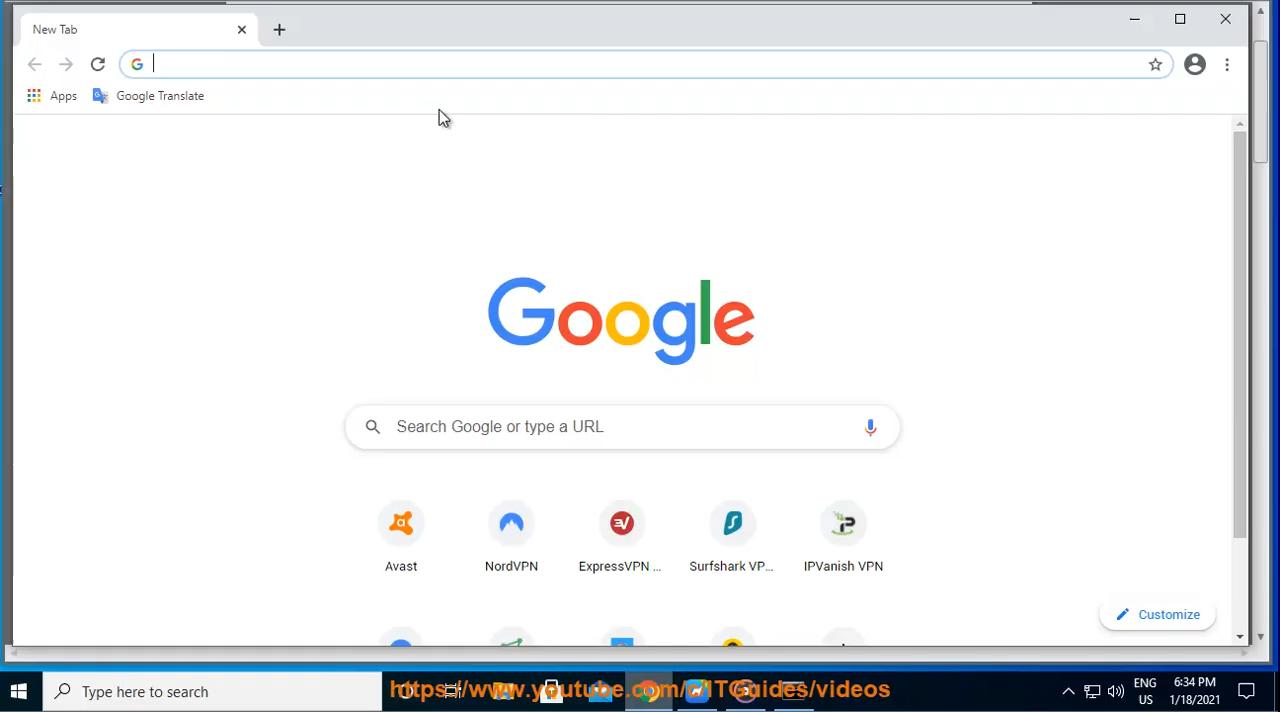 New Tab
Apps
Google Translate
Google
Search Google or type a URL
Avast
NordVPN
ExpressVPN ...
Surfshark VP...
IPVanish VPN
Customize
Type here to search
https://www.youtube.com/c/ITGuides/videos
ENG
US
6:34 PM
1/18/2021